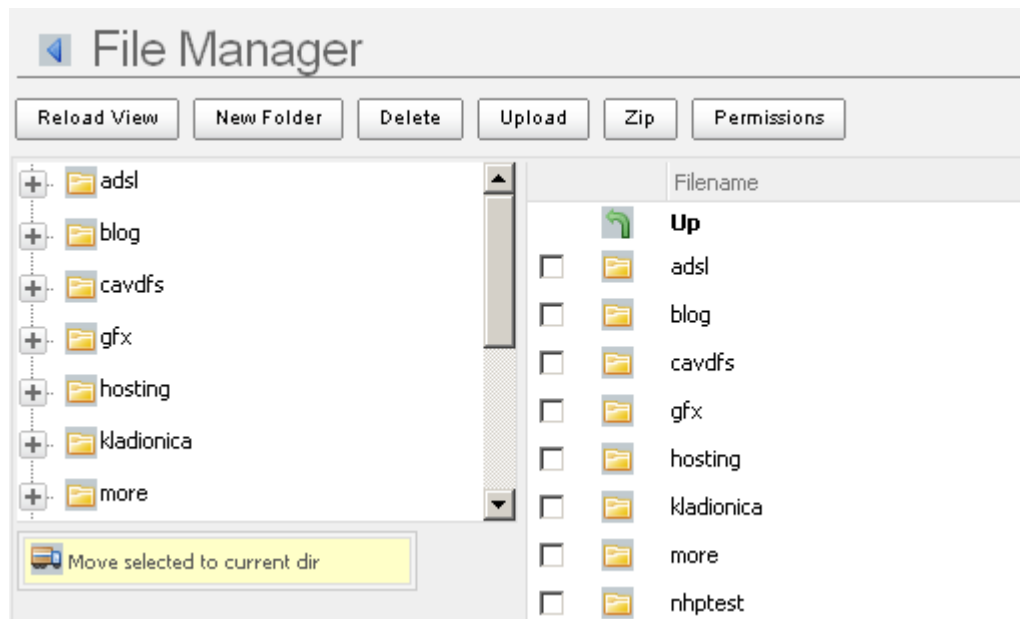 File Manager
Reload View New Folder Delete Upload Zip Permissions
adsl
blog
cavdfs
gfx
hosting
kladionica
more
Move selected to current dir
Filename
Up
adsl
blog
cavdfs
gfx
hosting
kladionica
more
nhptest